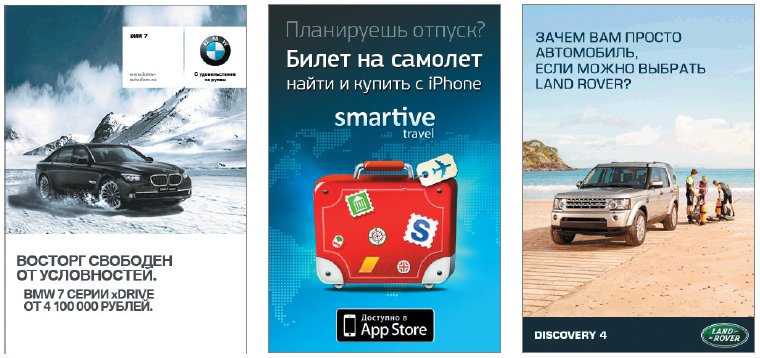 BMW 7
BMW
www.bmw-
avtodom.ru
С удовольствием
за рулем
ВОСТОРГ СВОБОДЕН
ОТ УСЛОВНОСТЕЙ.
BMW 7 СЕРИИ xDRIVE
ОТ 4 100 000 РУБЛЕЙ.
Планируешь отпуск?
Билет на самолет
найти и купить с iPhone
smartive
travel
S
Доступно в
App Store
ЗАЧЕМ ВАМ ПРОСТО
АВТОМОБИЛЬ,
ЕСЛИ МОЖНО ВЫБРАТЬ
LAND ROVER?
DISCOVERY 4
LAND-
ROVER